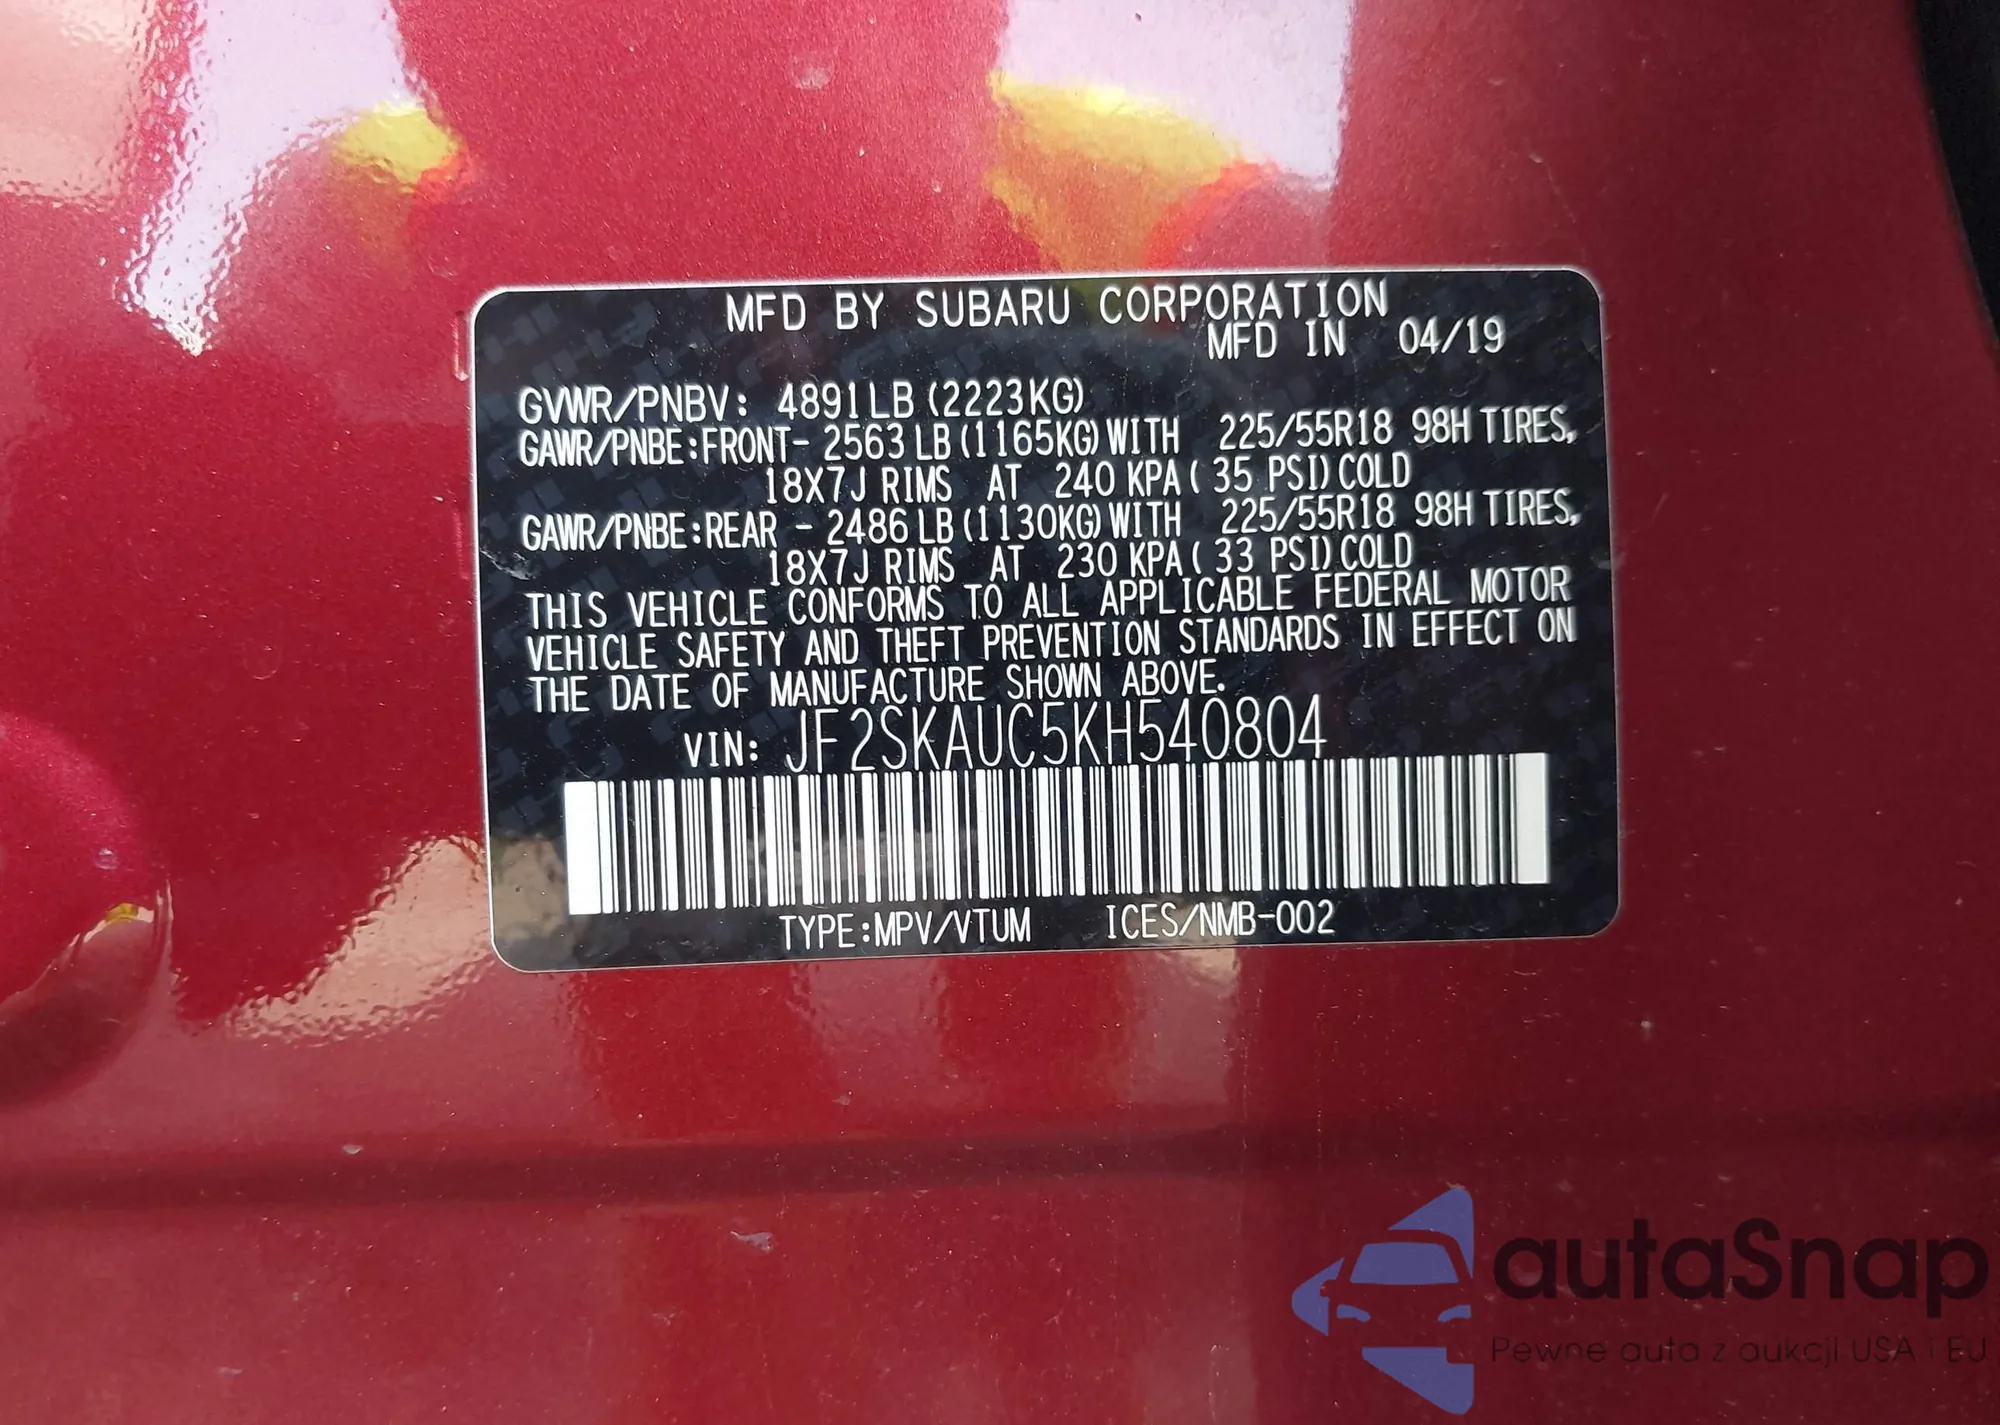 MFD BY SUBARU CORPORATION
MFD IN 04/19
GVWR/PNBV: 4891LB (2223KG)
GAWR/PNBE:FRONT- 2563 LB (1165KG) WITH 225/55R18 98H TIRES,
18X7J RIMS AT 240 KPA ( 35 PSI) COLD
GAWR/PNBE:REAR - 2486 LB (1130KG) WITH 225/55R18 98H TIRES,
18X7J RIMS AT 230 KPA ( 33 PSI) COLD
THIS VEHICLE CONFORMS TO ALL APPLICABLE FEDERAL MOTOR
VEHICLE SAFETY AND THEFT PREVENTION STANDARDS IN EFFECT ON
THE DATE OF MANUFACTURE SHOWN ABOVE.
VIN: JF2SKAUC5KH540804
TYPE:MPV/VTUM ICES/NMB-002
autaSnap
Pewne auta z aukcji USA i EU